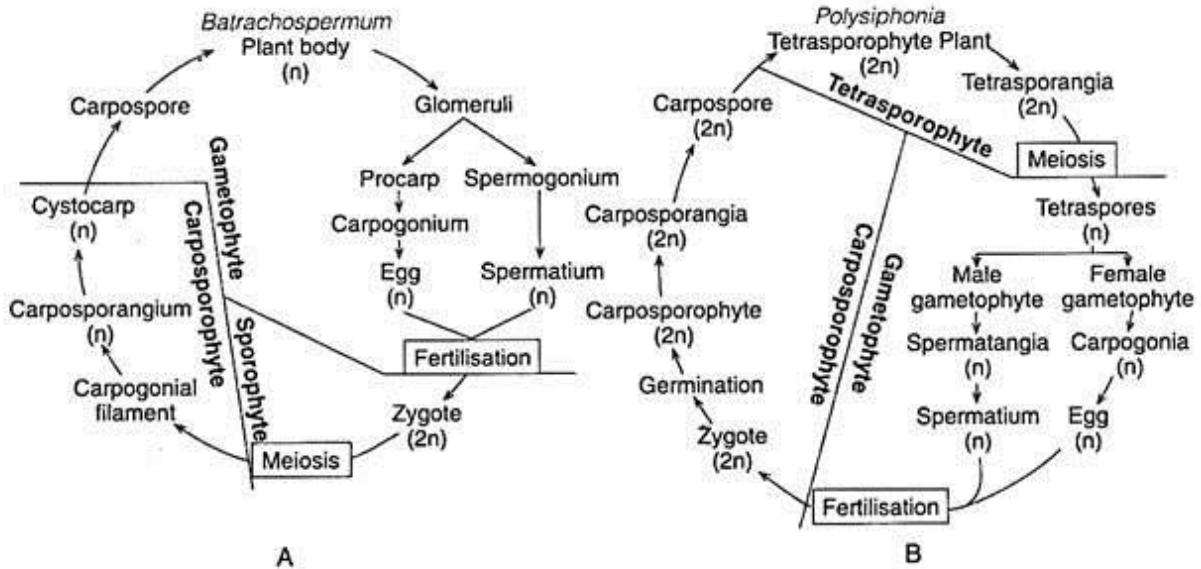 Batrachospermum
Plant body
(n)
Glomeruli
Procarp
Spermogonium
Carpogonium
Egg
(n)
Spermatium
(n)
Fertilisation
Zygote
(2n)
Meiosis
Carpogonial
filament
Carposporangium
(n)
Cystocarp
(n)
Carpospore
Gametophyte
Carposporophyte
Sporophyte
A
Polysiphonia
Tetrasporophyte Plant
(2n)
Tetrasporangia
(2n)
Meiosis
Tetraspores
(n)
Male
gametophyte
Female
gametophyte
Spermatangia
(n)
Carpogonia
(n)
Spermatium
(n)
Egg
(n)
Fertilisation
Zygote
(2n)
Germination
Carposporophyte
(2n)
Carposporangia
(2n)
Carpospore
(2n)
Tetrasporophyte
Carposporophyte
Gametophyte
B